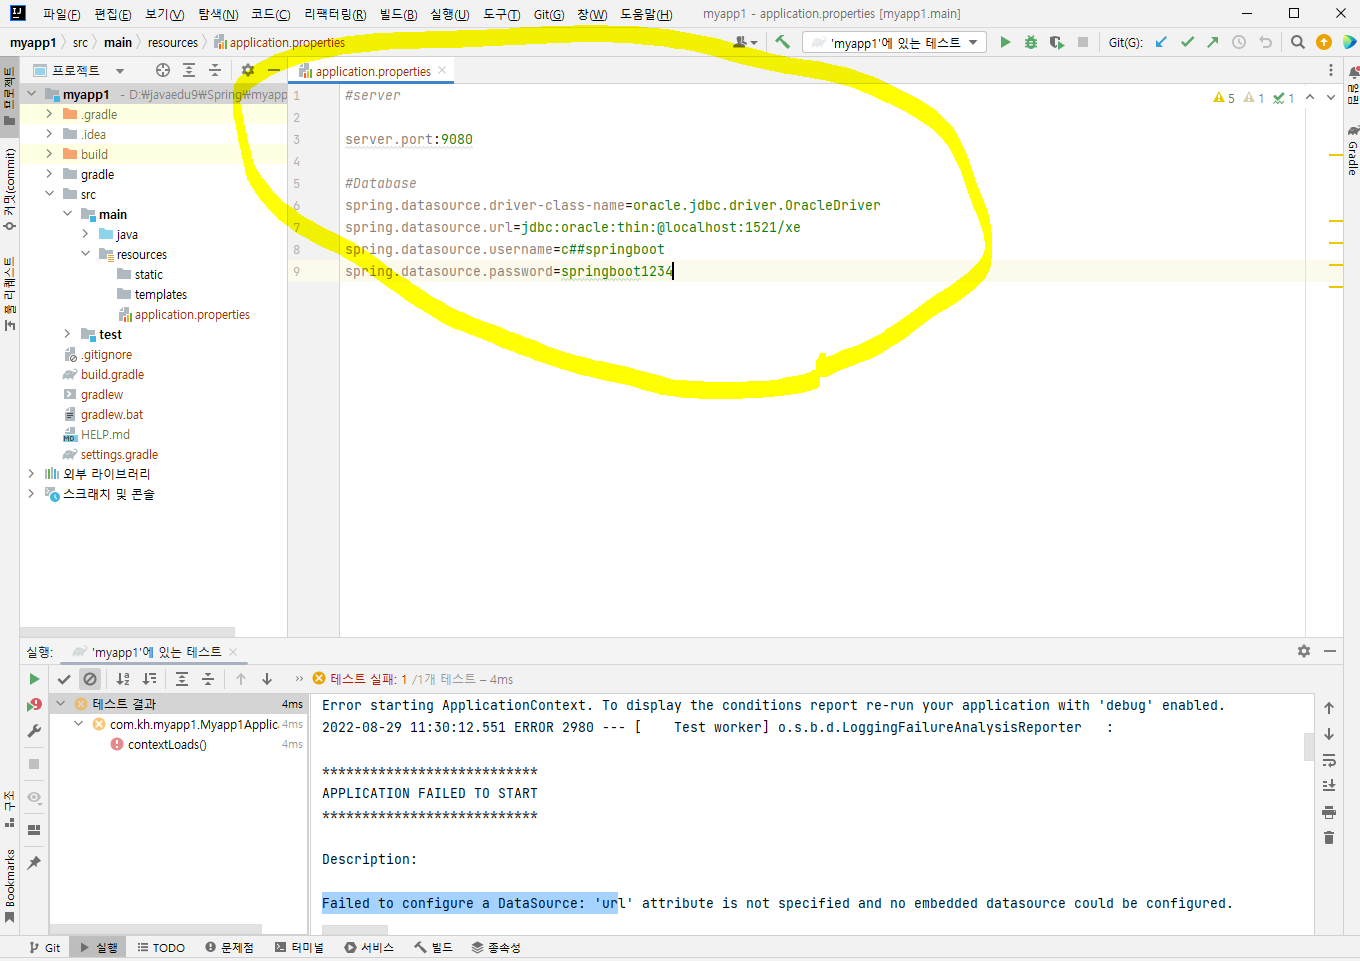 파일(F) 편집(E) 보기(V) 탐색(N) 코드(C) 리팩터링(R) 빌드(B) 실행(U) 도구(T) Git(G) 창(W) 도움말(H) myapp1 - application.properties [myapp1.main]
myapp1 src main resources application.properties 'myapp1'에 있는 테스트 Git(G):
프로젝트
프로젝트
커밋(commit)
풀 리퀘스트
구조
Bookmarks
알림
Gradle
myapp1 - D:₩javaedu9₩Spring₩myapp
.gradle
.idea
build
gradle
src
main
java
resources
static
templates
application.properties
test
.gitignore
build.gradle
gradlew
gradlew.bat
HELP.md
settings.gradle
외부 라이브러리
스크래치 및 콘솔
application.properties
5 1 1
1 #server
2
3 server.port:9080
4
5 #Database
6 spring.datasource.driver-class-name=oracle.jdbc.driver.OracleDriver
7 spring.datasource.url=jdbc:oracle:thin:@localhost:1521/xe
8 spring.datasource.username=c##springboot
9 spring.datasource.password=springboot1234
실행: 'myapp1'에 있는 테스트
테스트 실패: 1 /1개 테스트 – 4ms
테스트 결과 4ms
com.kh.myapp1.Myapp1Applic 4ms
contextLoads() 4ms
Error starting ApplicationContext. To display the conditions report re-run your application with 'debug' enabled.
2022-08-29 11:30:12.551 ERROR 2980 --- [    Test worker] o.s.b.d.LoggingFailureAnalysisReporter   :
***************************
APPLICATION FAILED TO START
***************************
Description:
Failed to configure a DataSource: 'url' attribute is not specified and no embedded datasource could be configured.
Git 실행 TODO 문제점 터미널 서비스 빌드 종속성